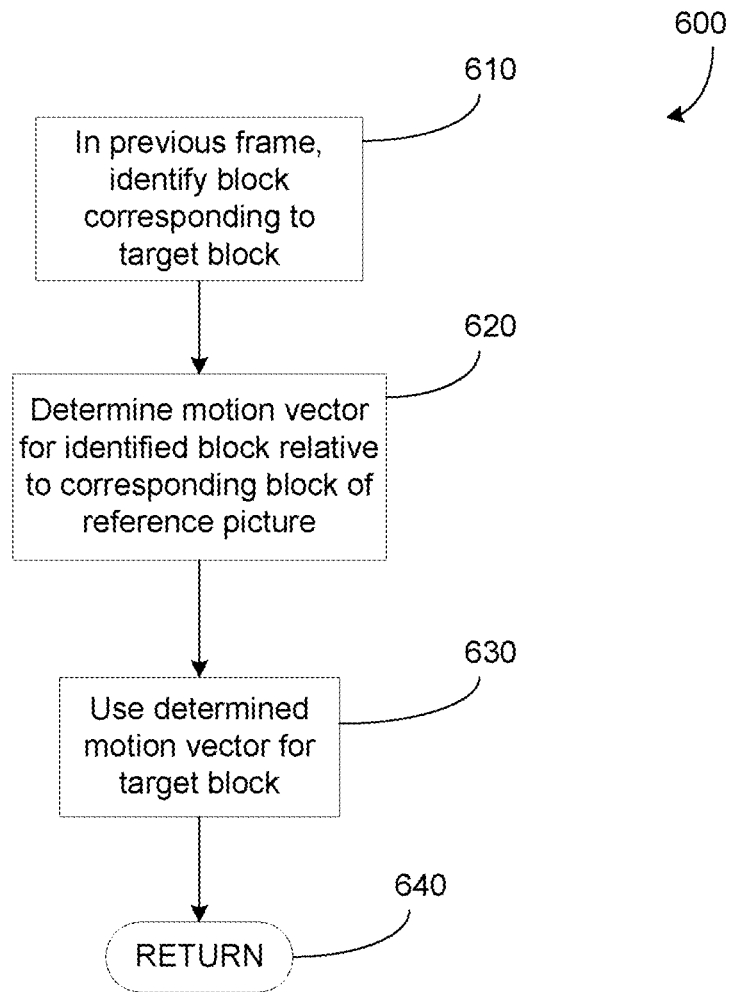 600
610
In previous frame,
identify block
corresponding to
target block
620
Determine motion vector
for identified block relative
to corresponding block of
reference picture
630
Use determined
motion vector for
target block
640
RETURN